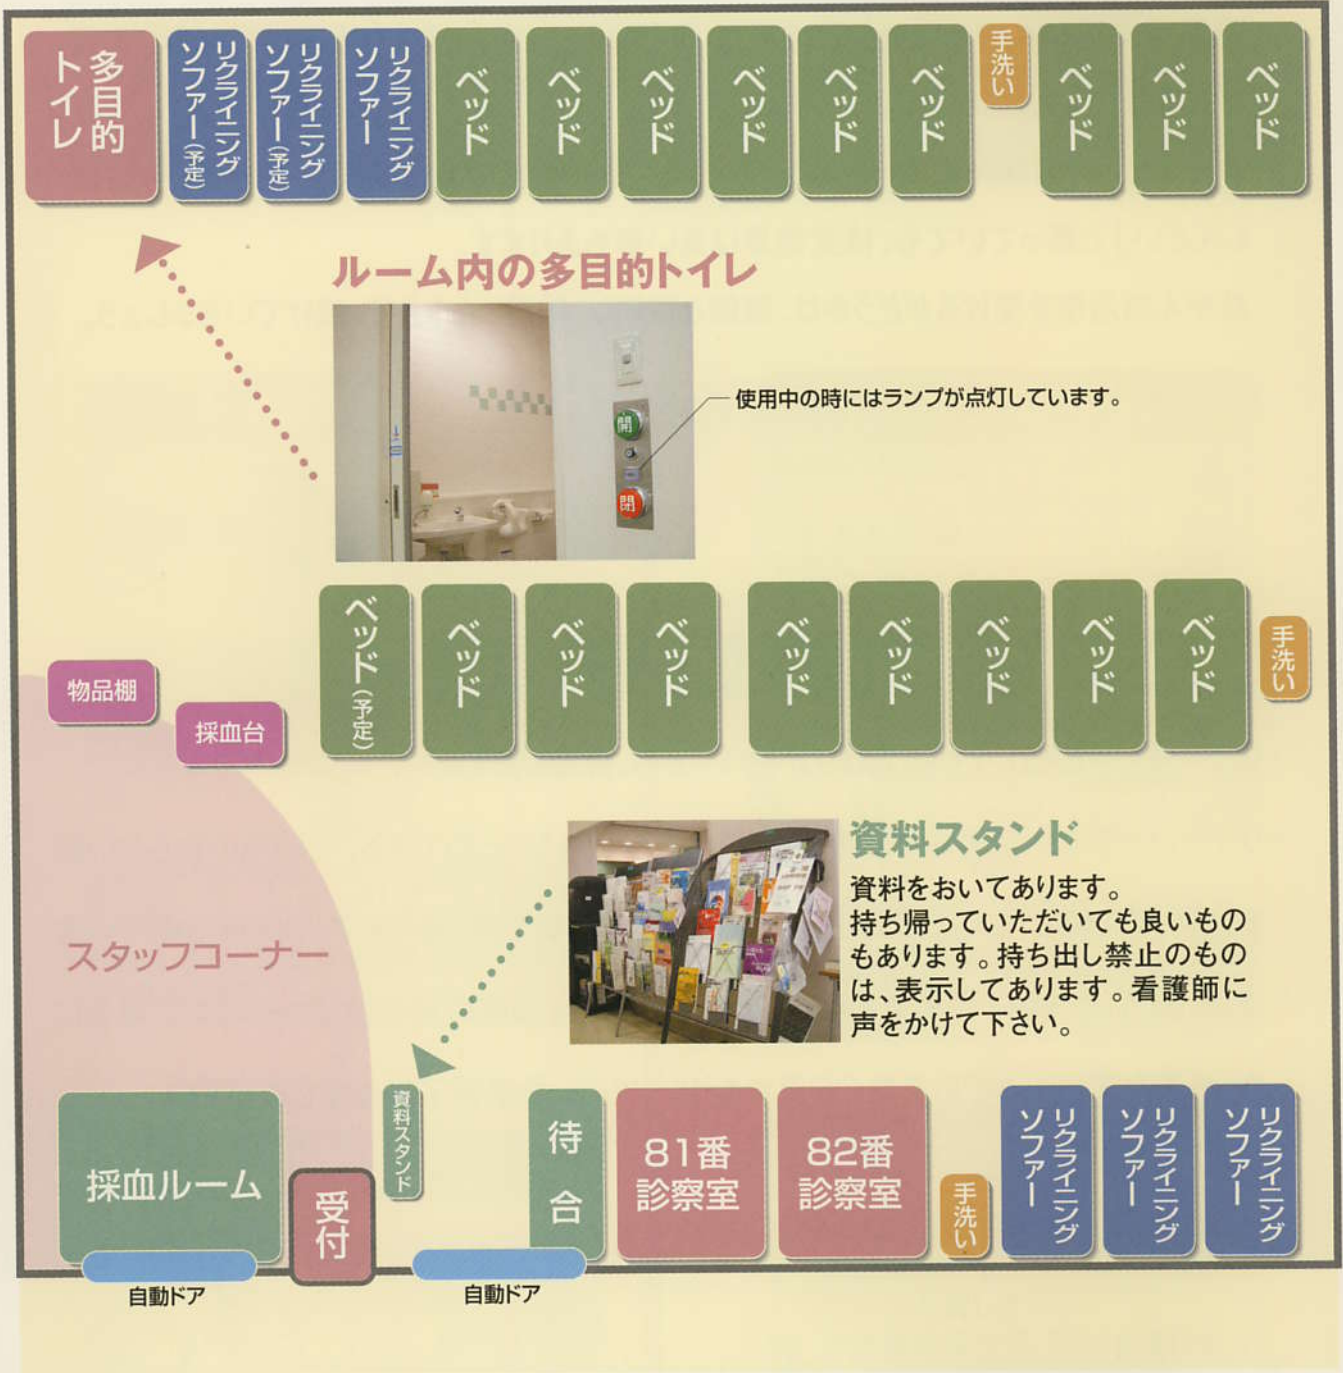 多目的
トイレ
リクライニング
ソファー(予定)
リクライニング
ソファー(予定)
リクライニング
ソファー
ベッド
ベッド
ベッド
ベッド
ベッド
ベッド
手洗い
ベッド
ベッド
ベッド
ルーム内の多目的トイレ
開
閉
使用中の時にはランプが点灯しています。
ベッド(予定)
ベッド
ベッド
ベッド
ベッド
ベッド
ベッド
ベッド
ベッド
手洗い
物品棚
採血台
スタッフコーナー
資料スタンド
資料をおいてあります。
持ち帰っていただいても良いもの
もあります。持ち出し禁止のもの
は、表示してあります。看護師に
声をかけて下さい。
採血ルーム
受付
資料スタンド
待合
81番
診察室
82番
診察室
手洗い
リクライニング
ソファー
リクライニング
ソファー
リクライニング
ソファー
自動ドア
自動ドア